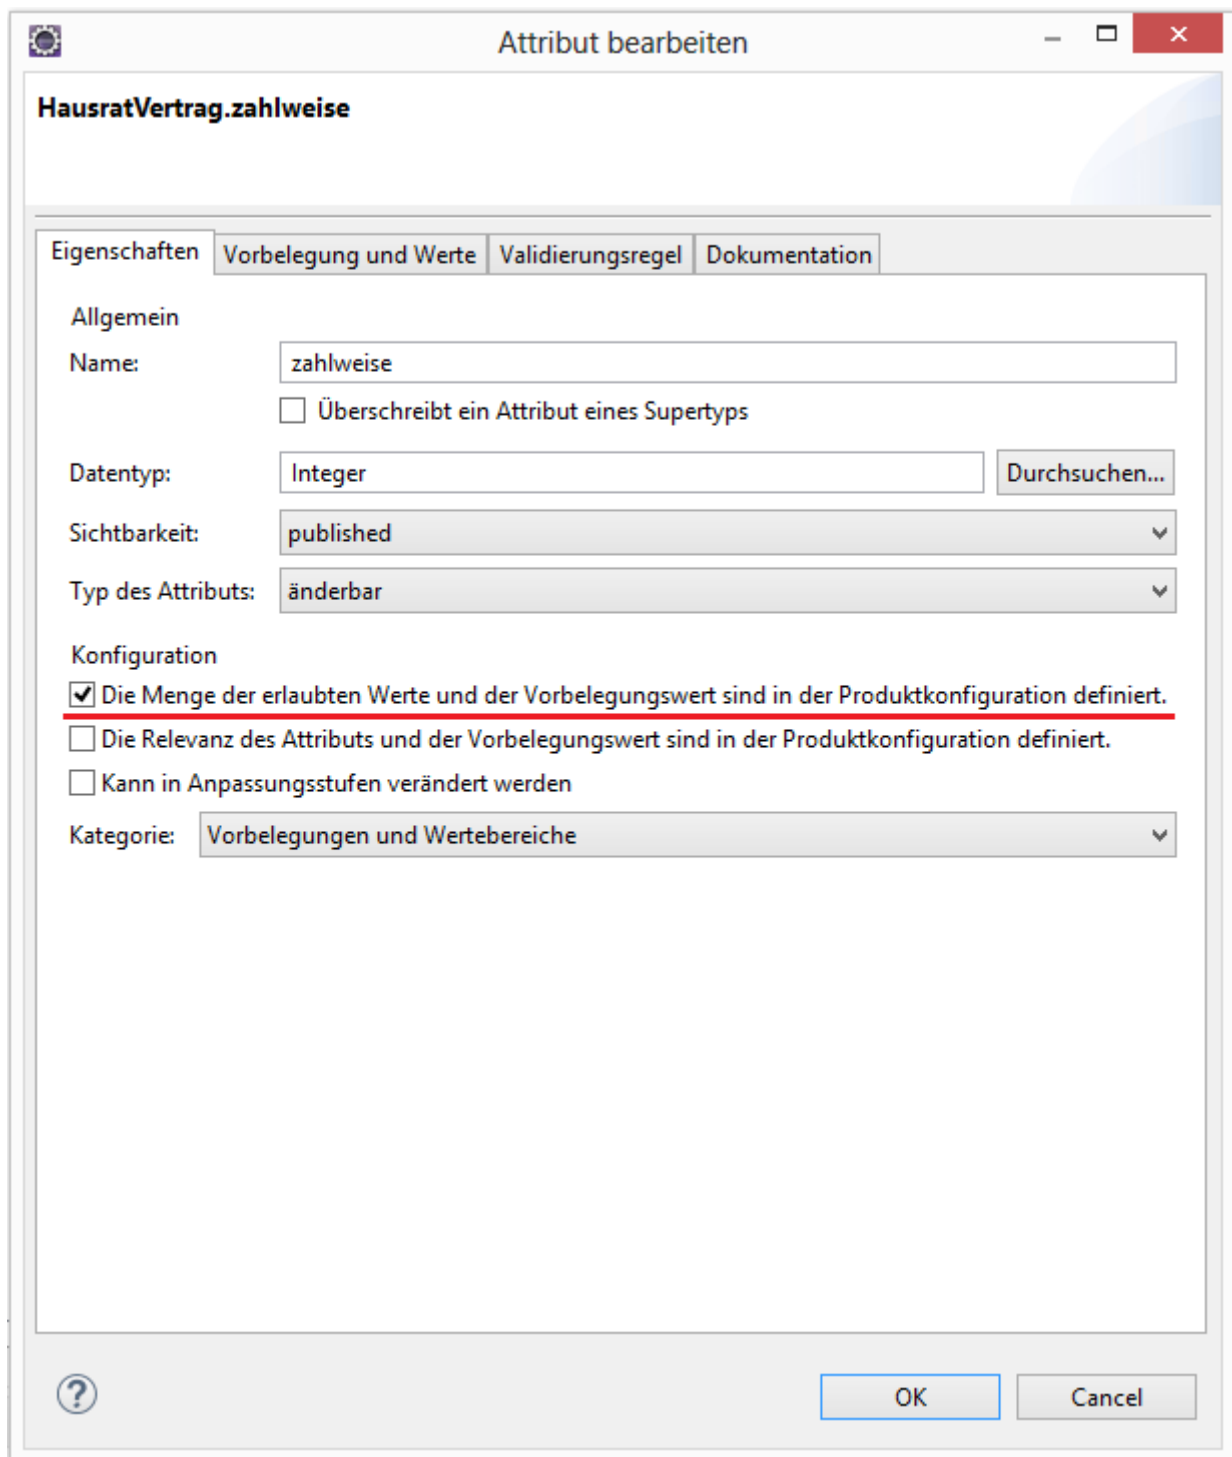 Attribut bearbeiten
HausratVertrag.zahlweise
Eigenschaften Vorbelegung und Werte Validierungsregel Dokumentation
Allgemein
Name: zahlweise
Überschreibt ein Attribut eines Supertyps
Datentyp: Integer Durchsuchen...
Sichtbarkeit: published
Typ des Attributs: änderbar
Konfiguration
Die Menge der erlaubten Werte und der Vorbelegungswert sind in der Produktkonfiguration definiert.
Die Relevanz des Attributs und der Vorbelegungswert sind in der Produktkonfiguration definiert.
Kann in Anpassungsstufen verändert werden
Kategorie: Vorbelegungen und Wertebereiche
OK Cancel